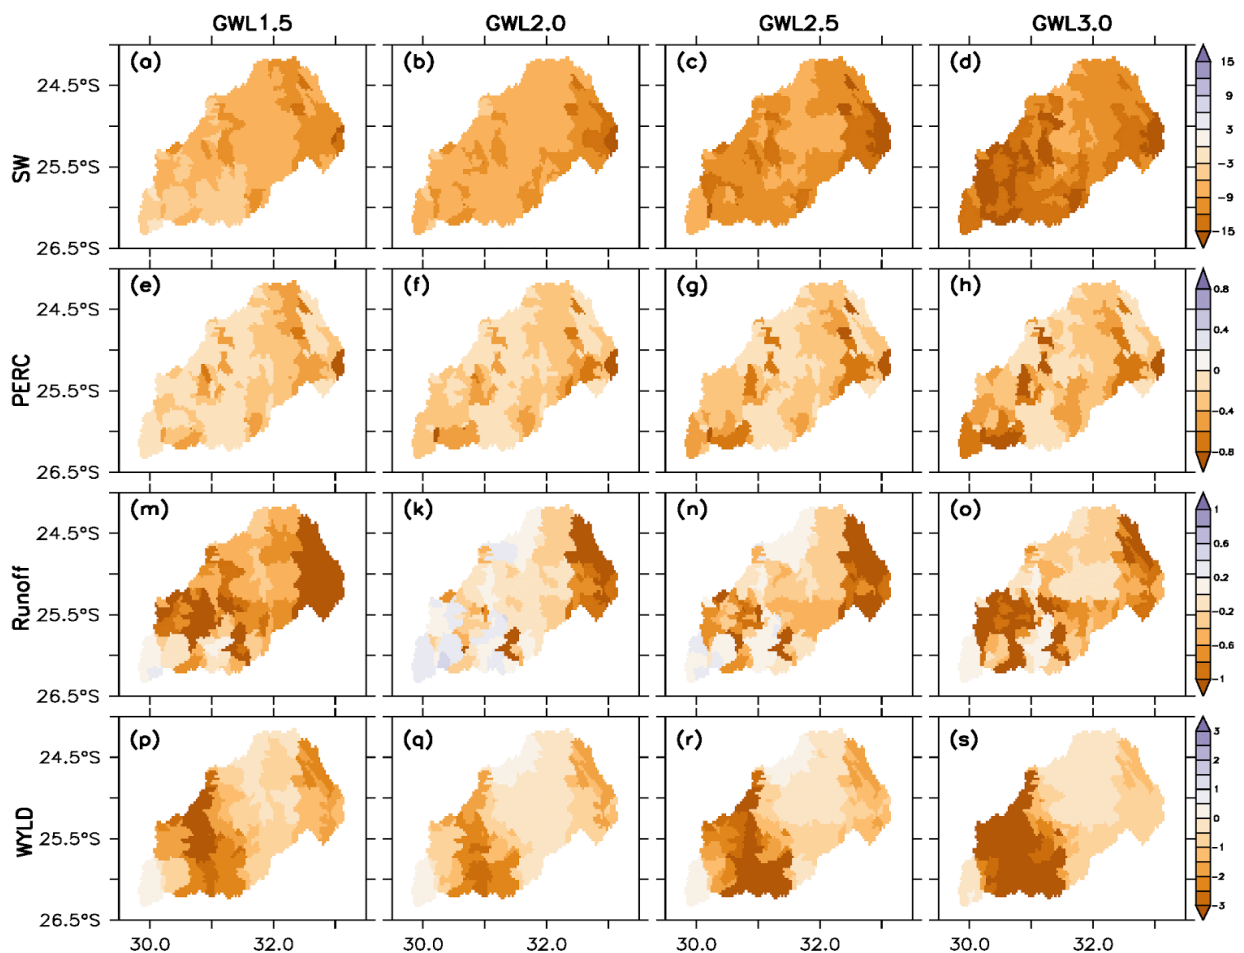 GWL1.5 GWL2.0 GWL2.5 GWL3.0
(a) (b) (c) (d)
24.5°S
25.5°S
26.5°S
SW
15
9
3
-3
-9
-15
(e) (f) (g) (h)
24.5°S
25.5°S
26.5°S
PERC
0.8
0.4
0
-0.4
-0.8
(m) (k) (n) (o)
24.5°S
25.5°S
26.5°S
Runoff
1
0.6
0.2
-0.2
-0.6
-1
(p) (q) (r) (s)
24.5°S
25.5°S
26.5°S
WYLD
3
2
1
0
-1
-2
-3
30.0 32.0 30.0 32.0 30.0 32.0 30.0 32.0